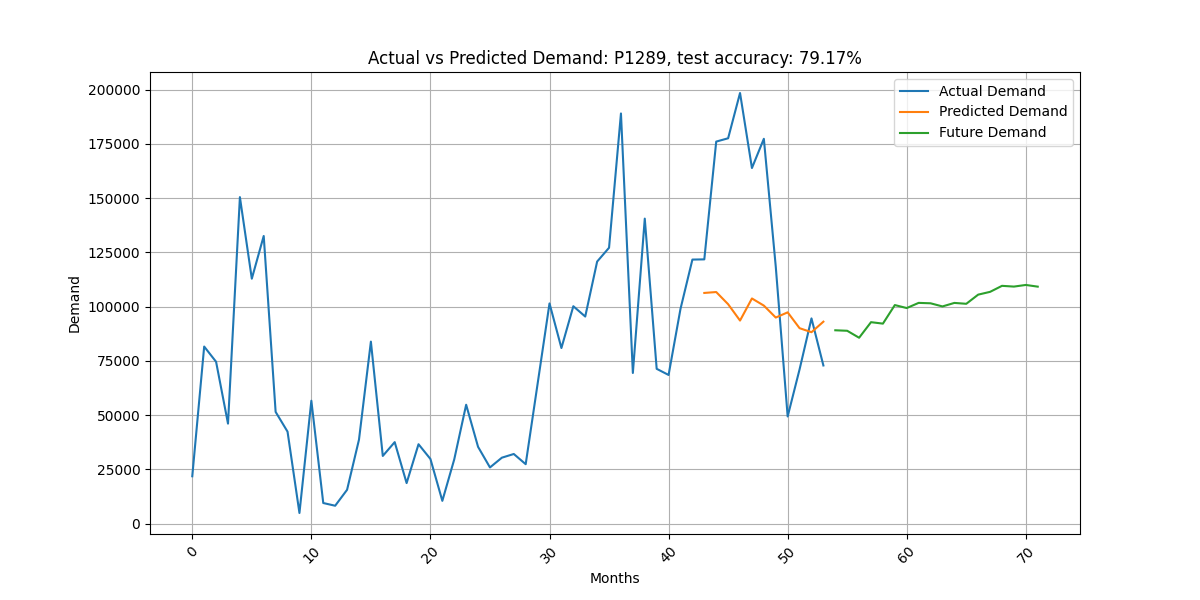 Actual vs Predicted Demand: P1289, test accuracy: 79.17%
Actual Demand
Predicted Demand
Future Demand
Demand
200000
175000
150000
125000
100000
75000
50000
25000
0
0
10
20
30
40
50
60
70
Months